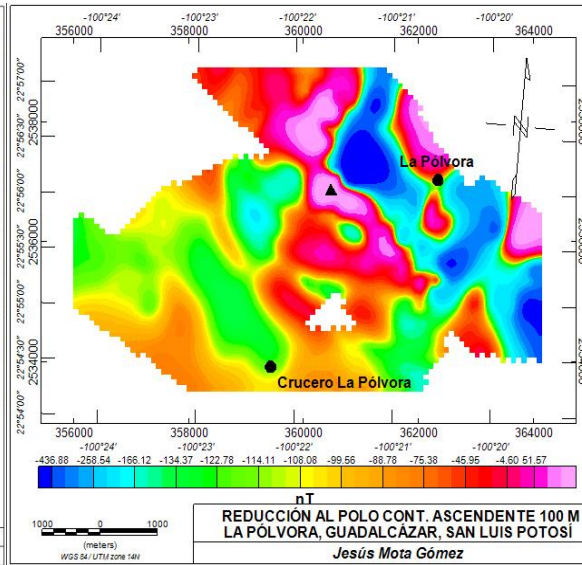 -100°24' -100°23' -100°22' -100°21' -100°20'
356000 358000 360000 362000 364000
22°57'00"
2538000
22°56'30"
22°56'00"
2536000
22°55'30"
22°55'00"
2534000
22°54'30"
22°54'00"
La Pólvora
Crucero La Pólvora
356000 358000 360000 362000 364000
-100°24' -100°23' -100°22' -100°21' -100°20'
-436.88 -258.54 -166.12 -134.37 -122.78 -114.11 -108.08 -99.56 -88.78 -75.38 -45.95 -4.60 51.57
nT
1000 0 1000
(meters)
WGS 84 / UTM zone 14N
REDUCCIÓN AL POLO CONT. ASCENDENTE 100 M
LA PÓLVORA, GUADALCÁZAR, SAN LUIS POTOSÍ
Jesús Mota Gómez